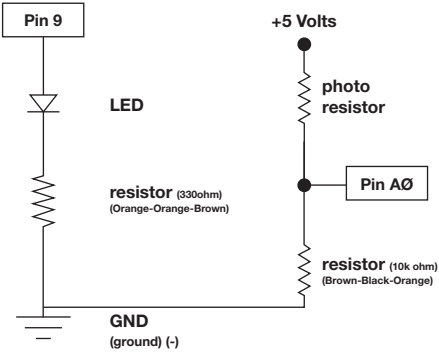 Pin 9
+5 Volts
photo
resistor
LED
Pin AØ
resistor (330ohm)
(Orange-Orange-Brown)
resistor (10k ohm)
(Brown-Black-Orange)
GND
(ground) (-)